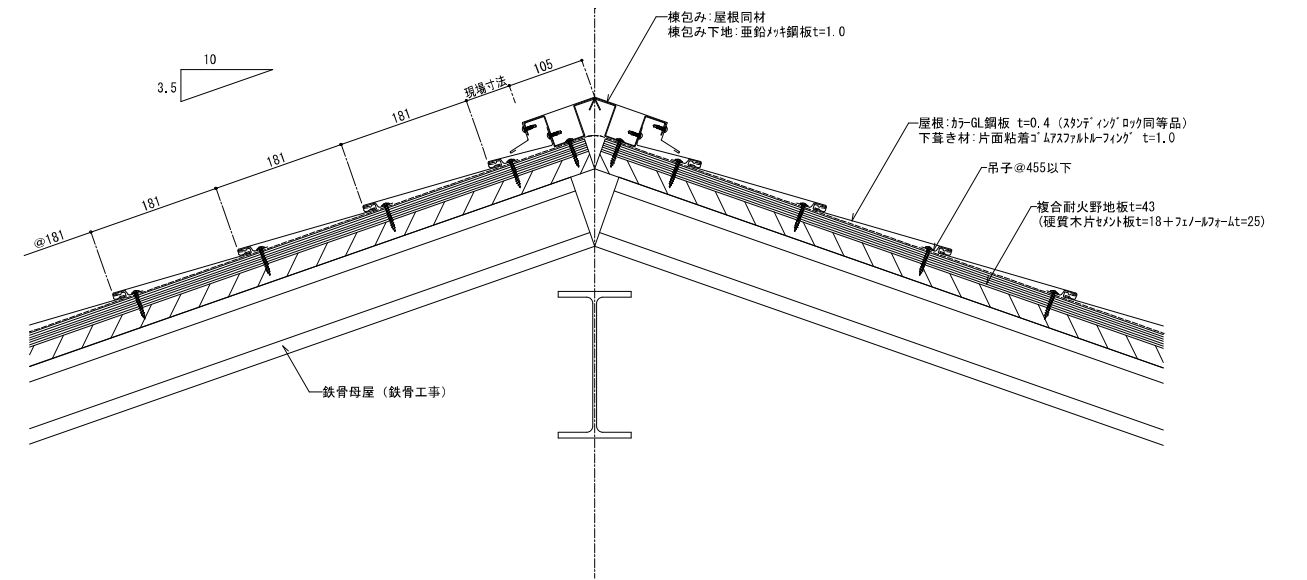 棟包み：屋根同材
棟包み下地：亜鉛ﾒｯｷ鋼板t=1.0
10
3.5
105
現場寸法
181
181
181
@181
屋根：ｶﾗｰGL鋼板 t=0.4（ｽﾀﾝﾃﾞｨﾝｸﾞﾛｯｸ同等品）
下葺き材：片面粘着ｺﾞﾑｱｽﾌｧﾙﾄﾙｰﾌｨﾝｸﾞ t=1.0
吊子@455以下
複合耐火野地板t=43
（硬質木片ｾﾒﾝﾄ板t=18＋ﾌｪﾉｰﾙﾌｫｰﾑt=25）
鉄骨母屋（鉄骨工事）